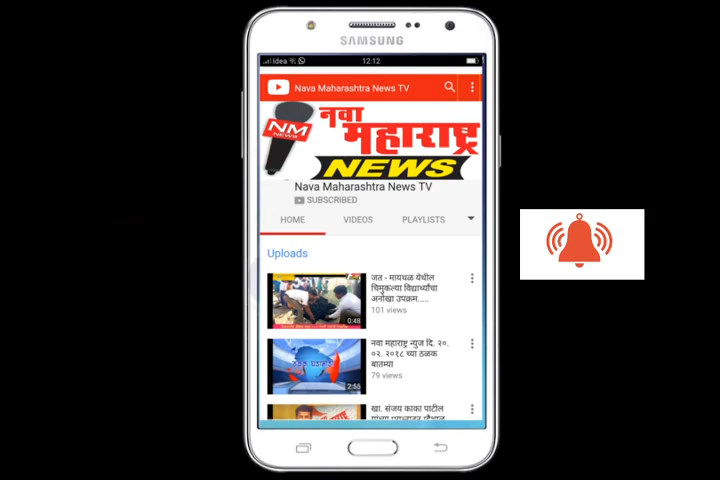 SAMSUNG
Idea
12:12
Nava Maharashtra News TV
NM
NEWS
नवा
महाराष्ट्र
NEWS
Nava Maharashtra News TV
SUBSCRIBED
HOME VIDEOS PLAYLISTS
Uploads
जत - मायथळ येथील
चिमुकल्या विद्यार्थ्यांचा
अनोखा उपक्रम.....
101 views
0:48
नवा महाराष्ट्र न्युज दि. २०.
०२. २०१८ च्या ठळक
बातम्या
79 views
2:55
खा. संजय काका पाटील